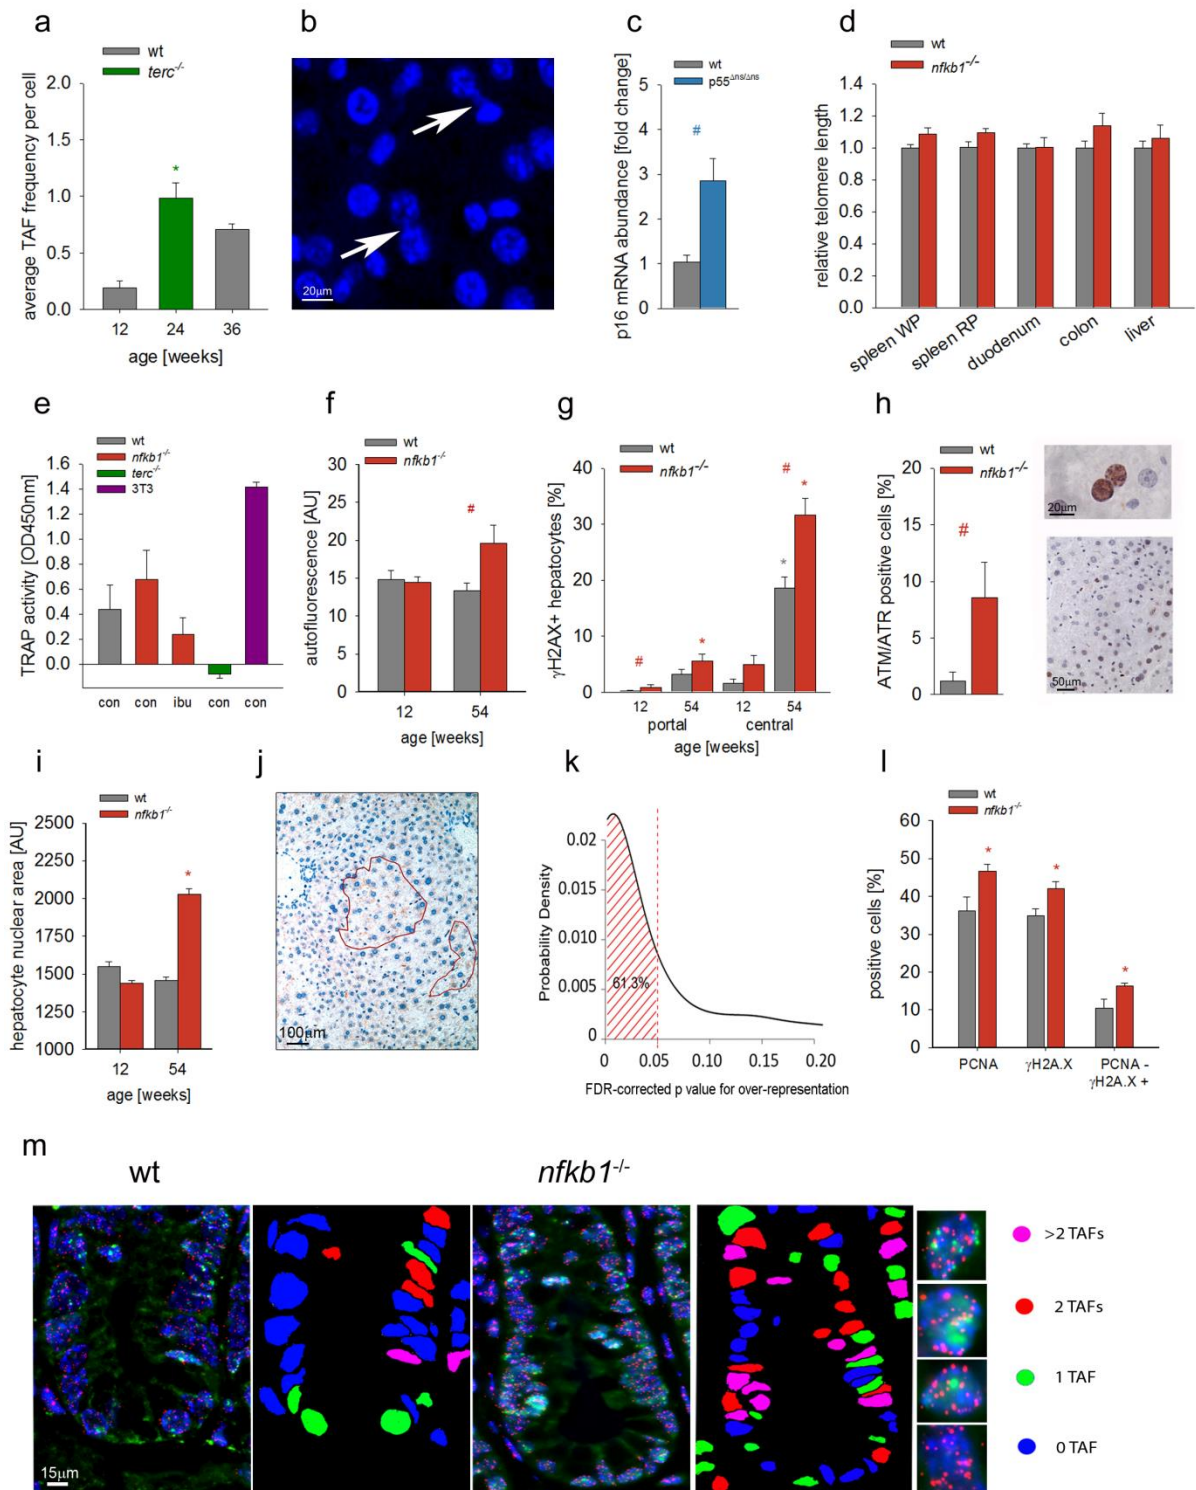 a
wt
terc-/-
average TAF frequency per cell
2.0
1.5
1.0
0.5
0.0
12 24 36
age [weeks]
b
20μm
c
wt
p55Δns/Δns
p16 mRNA abundance [fold change]
5
4
3
2
1
0
#
d
wt
nfkb1-/-
relative telomere length
1.4
1.2
1.0
0.8
0.6
0.4
0.2
0.0
spleen WP spleen RP duodenum colon liver
e
wt
nfkb1-/-
terc-/-
3T3
TRAP activity [OD450nm]
1.6
1.4
1.2
1.0
0.8
0.6
0.4
0.2
0.0
con con ibu con con
f
wt
nfkb1-/-
autofluorescence [AU]
30
25
20
15
10
5
0
#
12 54
age [weeks]
g
wt
nfkb1-/-
γH2AX+ hepatocytes [%]
40
30
20
10
0
# * * # *
12 54 12 54
portal central
age [weeks]
h
wt
nfkb1-/-
ATM/ATR positive cells [%]
20
15
10
5
0
#
20μm
50μm
i
wt
nfkb1-/-
hepatocyte nuclear area [AU]
2500
2250
2000
1750
1500
1250
1000
*
12 54
age [weeks]
j
100μm
k
Probability Density
0.02
0.015
0.010
0.005
0
61.3%
0 0.05 0.10 0.15 0.20
FDR-corrected p value for over-representation
l
wt
nfkb1-/-
positive cells [%]
60
50
40
30
20
10
0
* * *
PCNA γH2A.X PCNA -
γH2A.X +
m
wt nfkb1-/-
15μm
>2 TAFs
2 TAFs
1 TAF
0 TAF